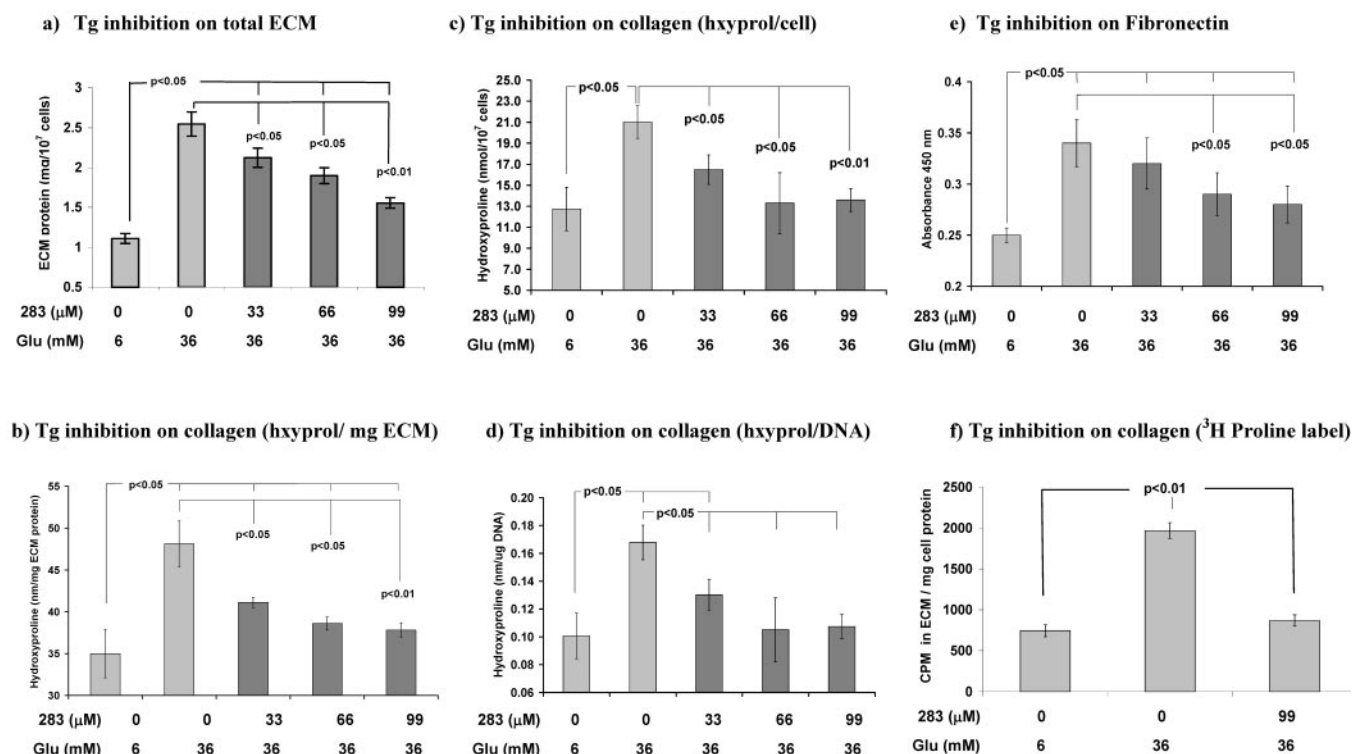 a) Tg inhibition on total ECM
p<0.05
p<0.05
p<0.05
p<0.01
ECM protein (mg/10⁷ cells)
3
2.5
2
1.5
1
0.5
283 (μM) 0 0 33 66 99
Glu (mM) 6 36 36 36 36
c) Tg inhibition on collagen (hxyprol/cell)
p<0.05
p<0.05
p<0.05
p<0.01
Hydroxyproline (nmol/10⁷ cells)
25.0
23.0
21.0
19.0
17.0
15.0
13.0
11.0
9.0
7.0
5.0
283 (μM) 0 0 33 66 99
Glu (mM) 6 36 36 36 36
e) Tg inhibition on Fibronectin
p<0.05
p<0.05
p<0.05
Absorbance 450 nm
0.4
0.35
0.3
0.25
0.2
283 (μM) 0 0 33 66 99
Glu (mM) 6 36 36 36 36
b) Tg inhibition on collagen (hxyprol/ mg ECM)
p<0.05
p<0.05
p<0.05
p<0.01
Hydroxyproline (nm/mg ECM protein)
55
50
45
40
35
30
283 (μM) 0 0 33 66 99
Glu (mM) 6 36 36 36 36
d) Tg inhibition on collagen (hxyprol/DNA)
p<0.05
p<0.05
Hydroxyproline (nm/ug DNA)
0.20
0.18
0.16
0.14
0.12
0.10
0.08
0.06
283 (μM) 0 0 33 66 99
Glu (mM) 6 36 36 36 36
f) Tg inhibition on collagen (³H Proline label)
p<0.01
CPM in ECM / mg cell protein
2500
2000
1500
1000
500
0
283 (μM) 0 0 99
Glu (mM) 6 36 36